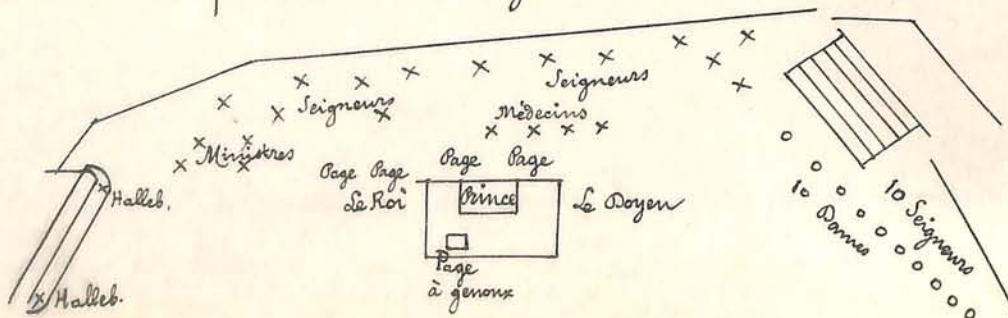 Seigneurs
Seigneurs
Médecins
Ministres
Page Page
Page Page
Halleb.
Le Roi
Prince
Le Doyen
10 Seigneurs
10 Dames
Page
à genoux
Halleb.